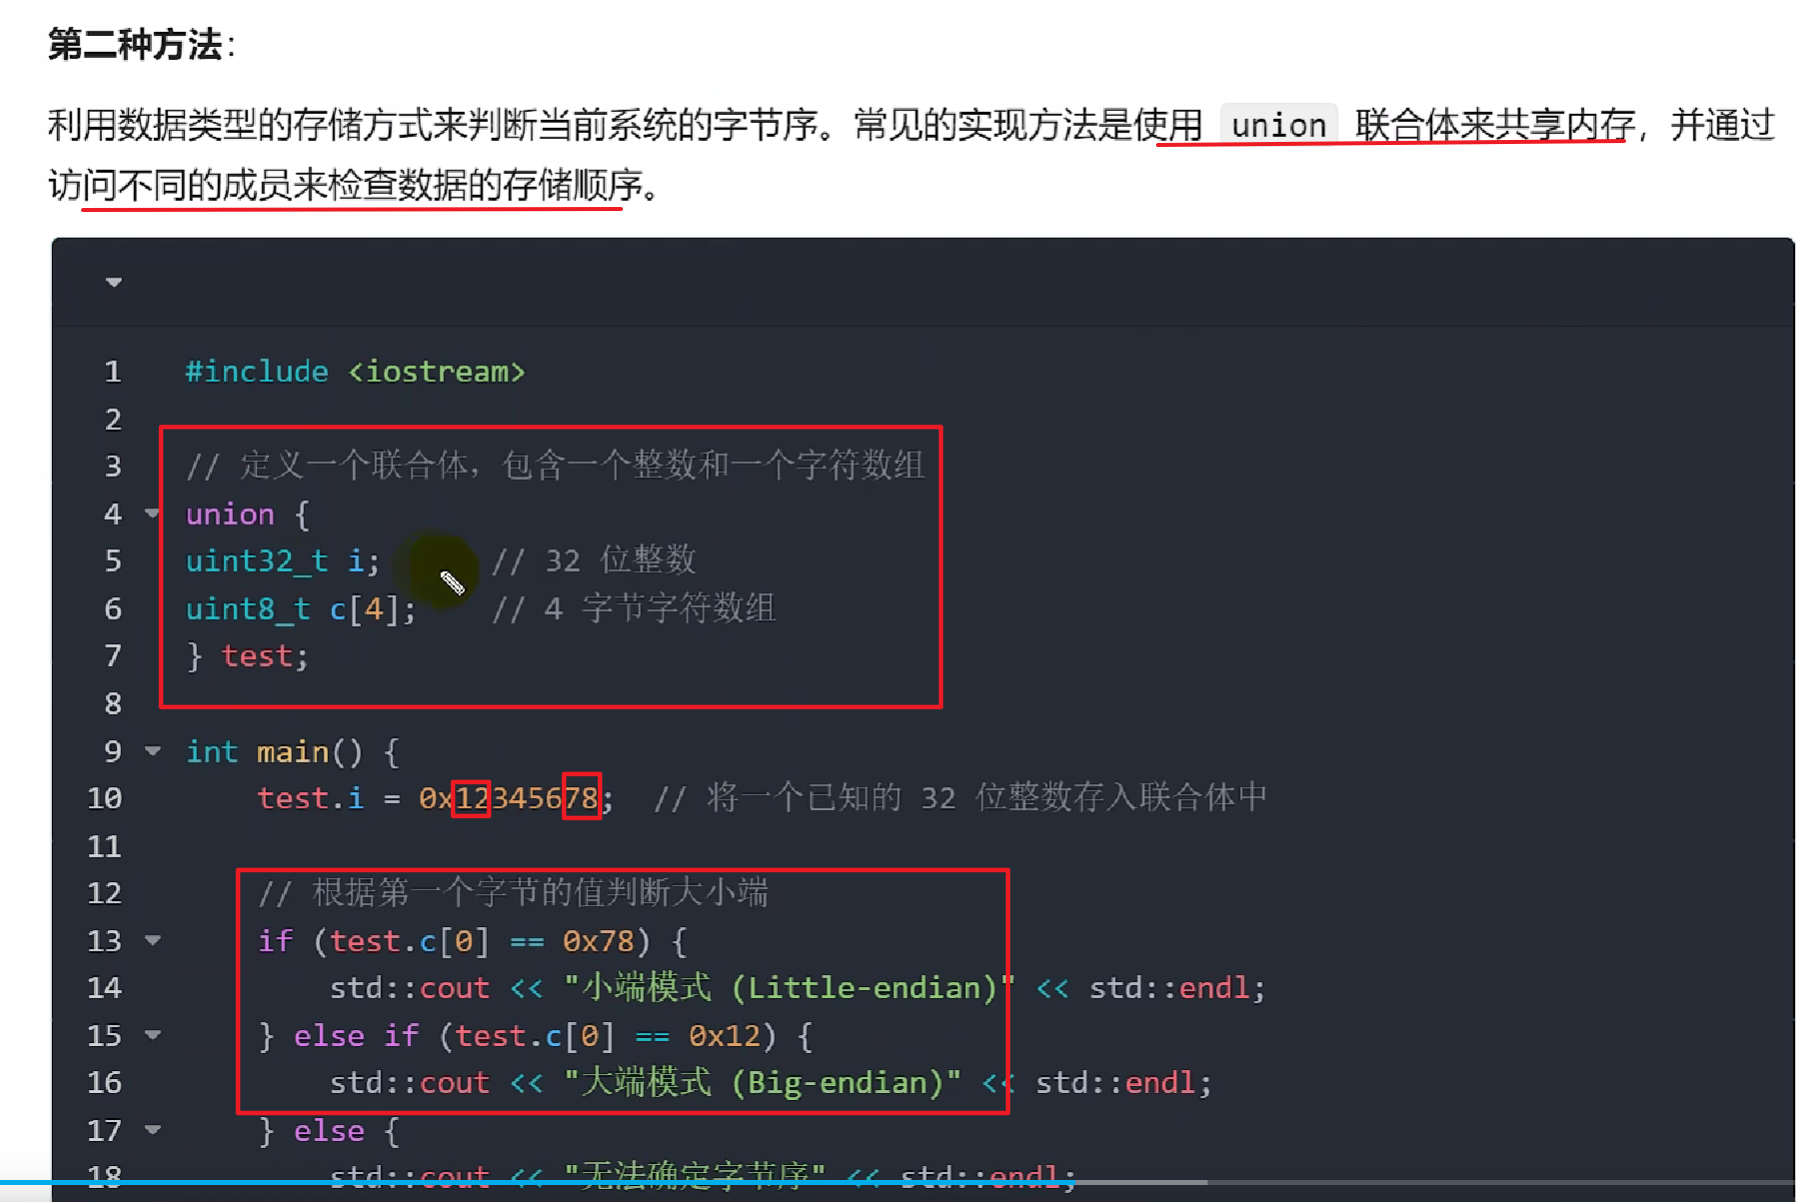 第二种方法：
利用数据类型的存储方式来判断当前系统的字节序。常见的实现方法是使用 union 联合体来共享内存，并通过
访问不同的成员来检查数据的存储顺序。
1 #include <iostream>
2
3 // 定义一个联合体，包含一个整数和一个字符数组
4 union {
5 uint32_t i; // 32 位整数
6 uint8_t c[4]; // 4 字节字符数组
7 } test;
8
9 int main() {
10 test.i = 0x12345678; // 将一个已知的 32 位整数存入联合体中
11
12 // 根据第一个字节的值判断大小端
13 if (test.c[0] == 0x78) {
14 std::cout << "小端模式 (Little-endian)" << std::endl;
15 } else if (test.c[0] == 0x12) {
16 std::cout << "大端模式 (Big-endian)" << std::endl;
17 } else {
18 std::cout << "无法确定字节序" << std::endl;